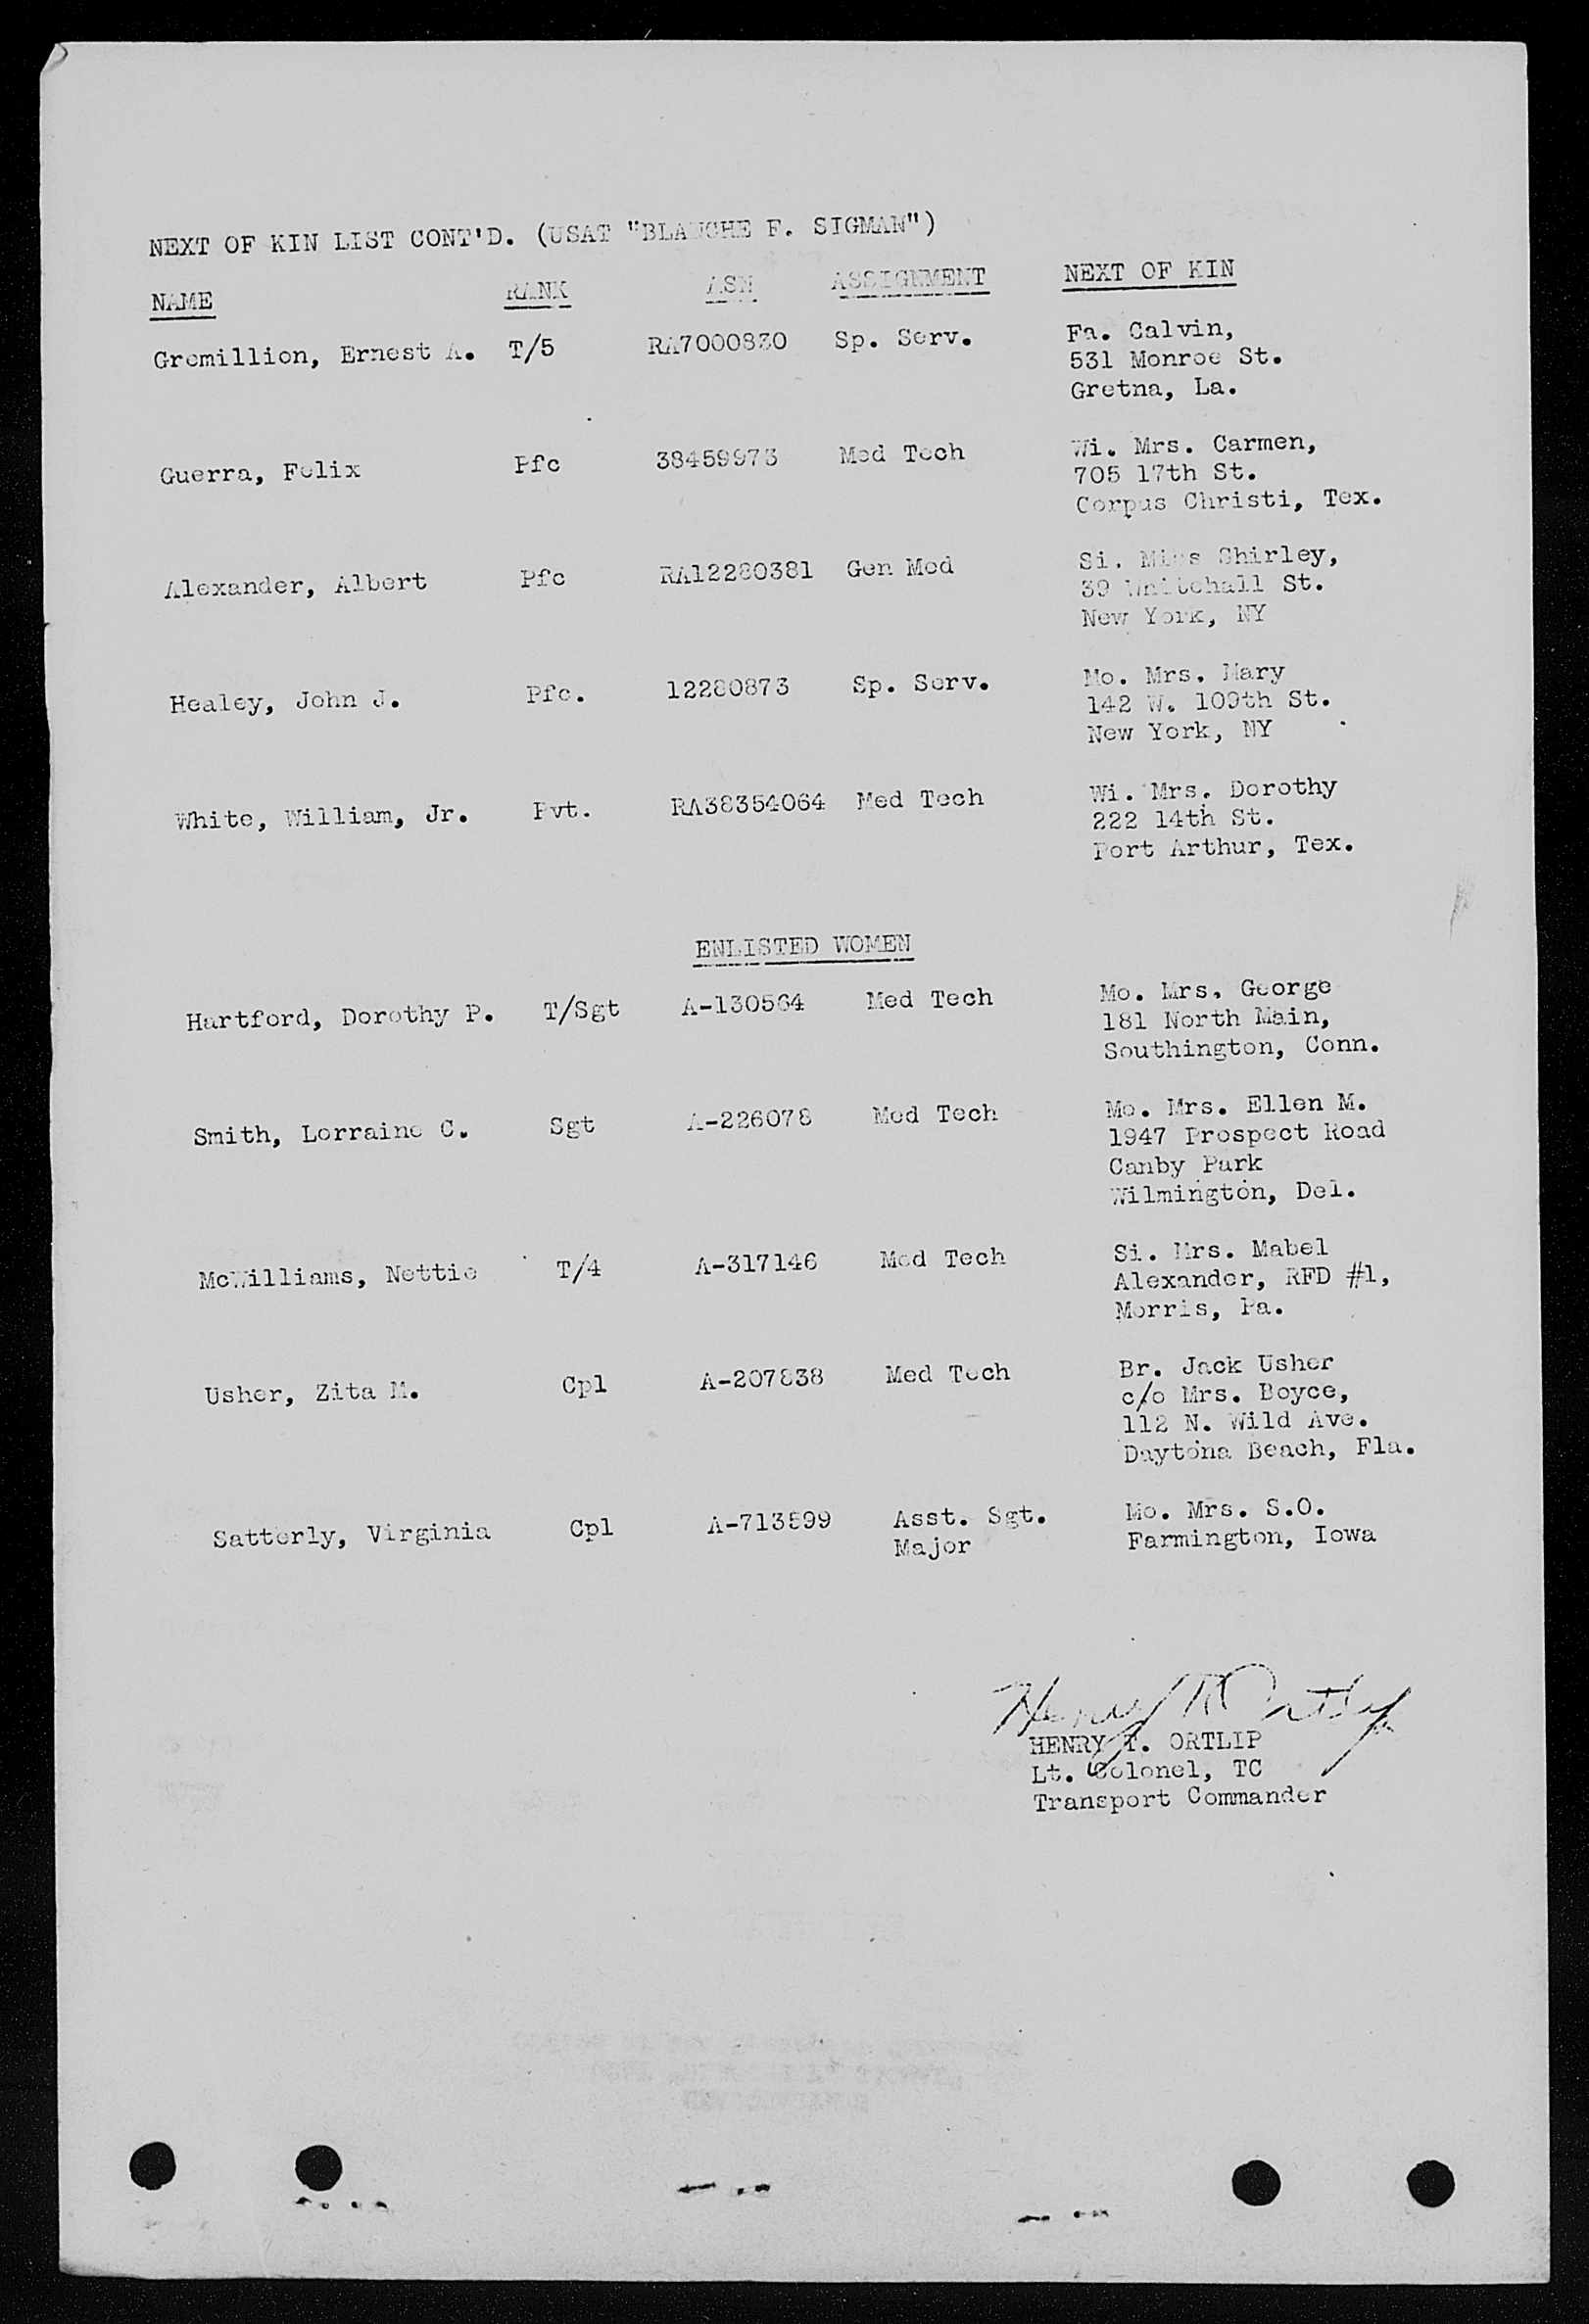 NEXT OF KIN LIST CONT'D. (USAT "BLANCHE F. SIGMAN")
NAME RANK ASN ASSIGNMENT NEXT OF KIN
Gremillion, Ernest A. T/5 RA7000830 Sp. Serv. Fa. Calvin,
531 Monroe St.
Gretna, La.
Guerra, Felix Pfc 38459973 Med Tech Wi. Mrs. Carmen,
705 17th St.
Corpus Christi, Tex.
Alexander, Albert Pfc RA12280381 Gen Med Si. Miss Shirley,
39 Whitehall St.
New York, NY
Healey, John J. Pfc. 12280873 Sp. Serv. Mo. Mrs. Mary
142 W. 109th St.
New York, NY
White, William, Jr. Pvt. RA38354064 Med Tech Wi. Mrs. Dorothy
222 14th St.
Port Arthur, Tex.
ENLISTED WOMEN
Hartford, Dorothy P. T/Sgt A-130564 Med Tech Mo. Mrs. George
181 North Main,
Southington, Conn.
Smith, Lorraine C. Sgt A-226078 Med Tech Mo. Mrs. Ellen M.
1947 Prospect Road
Canby Park
Wilmington, Del.
McWilliams, Nettie T/4 A-317146 Med Tech Si. Mrs. Mabel
Alexander, RFD #1,
Morris, Pa.
Usher, Zita M. Cpl A-207838 Med Tech Br. Jack Usher
c/o Mrs. Boyce,
112 N. Wild Ave.
Daytona Beach, Fla.
Satterly, Virginia Cpl A-713599 Asst. Sgt. Mo. Mrs. S.O.
Major Farmington, Iowa
Henry T. Ortlip
HENRY T. ORTLIP
Lt. Colonel, TC
Transport Commander